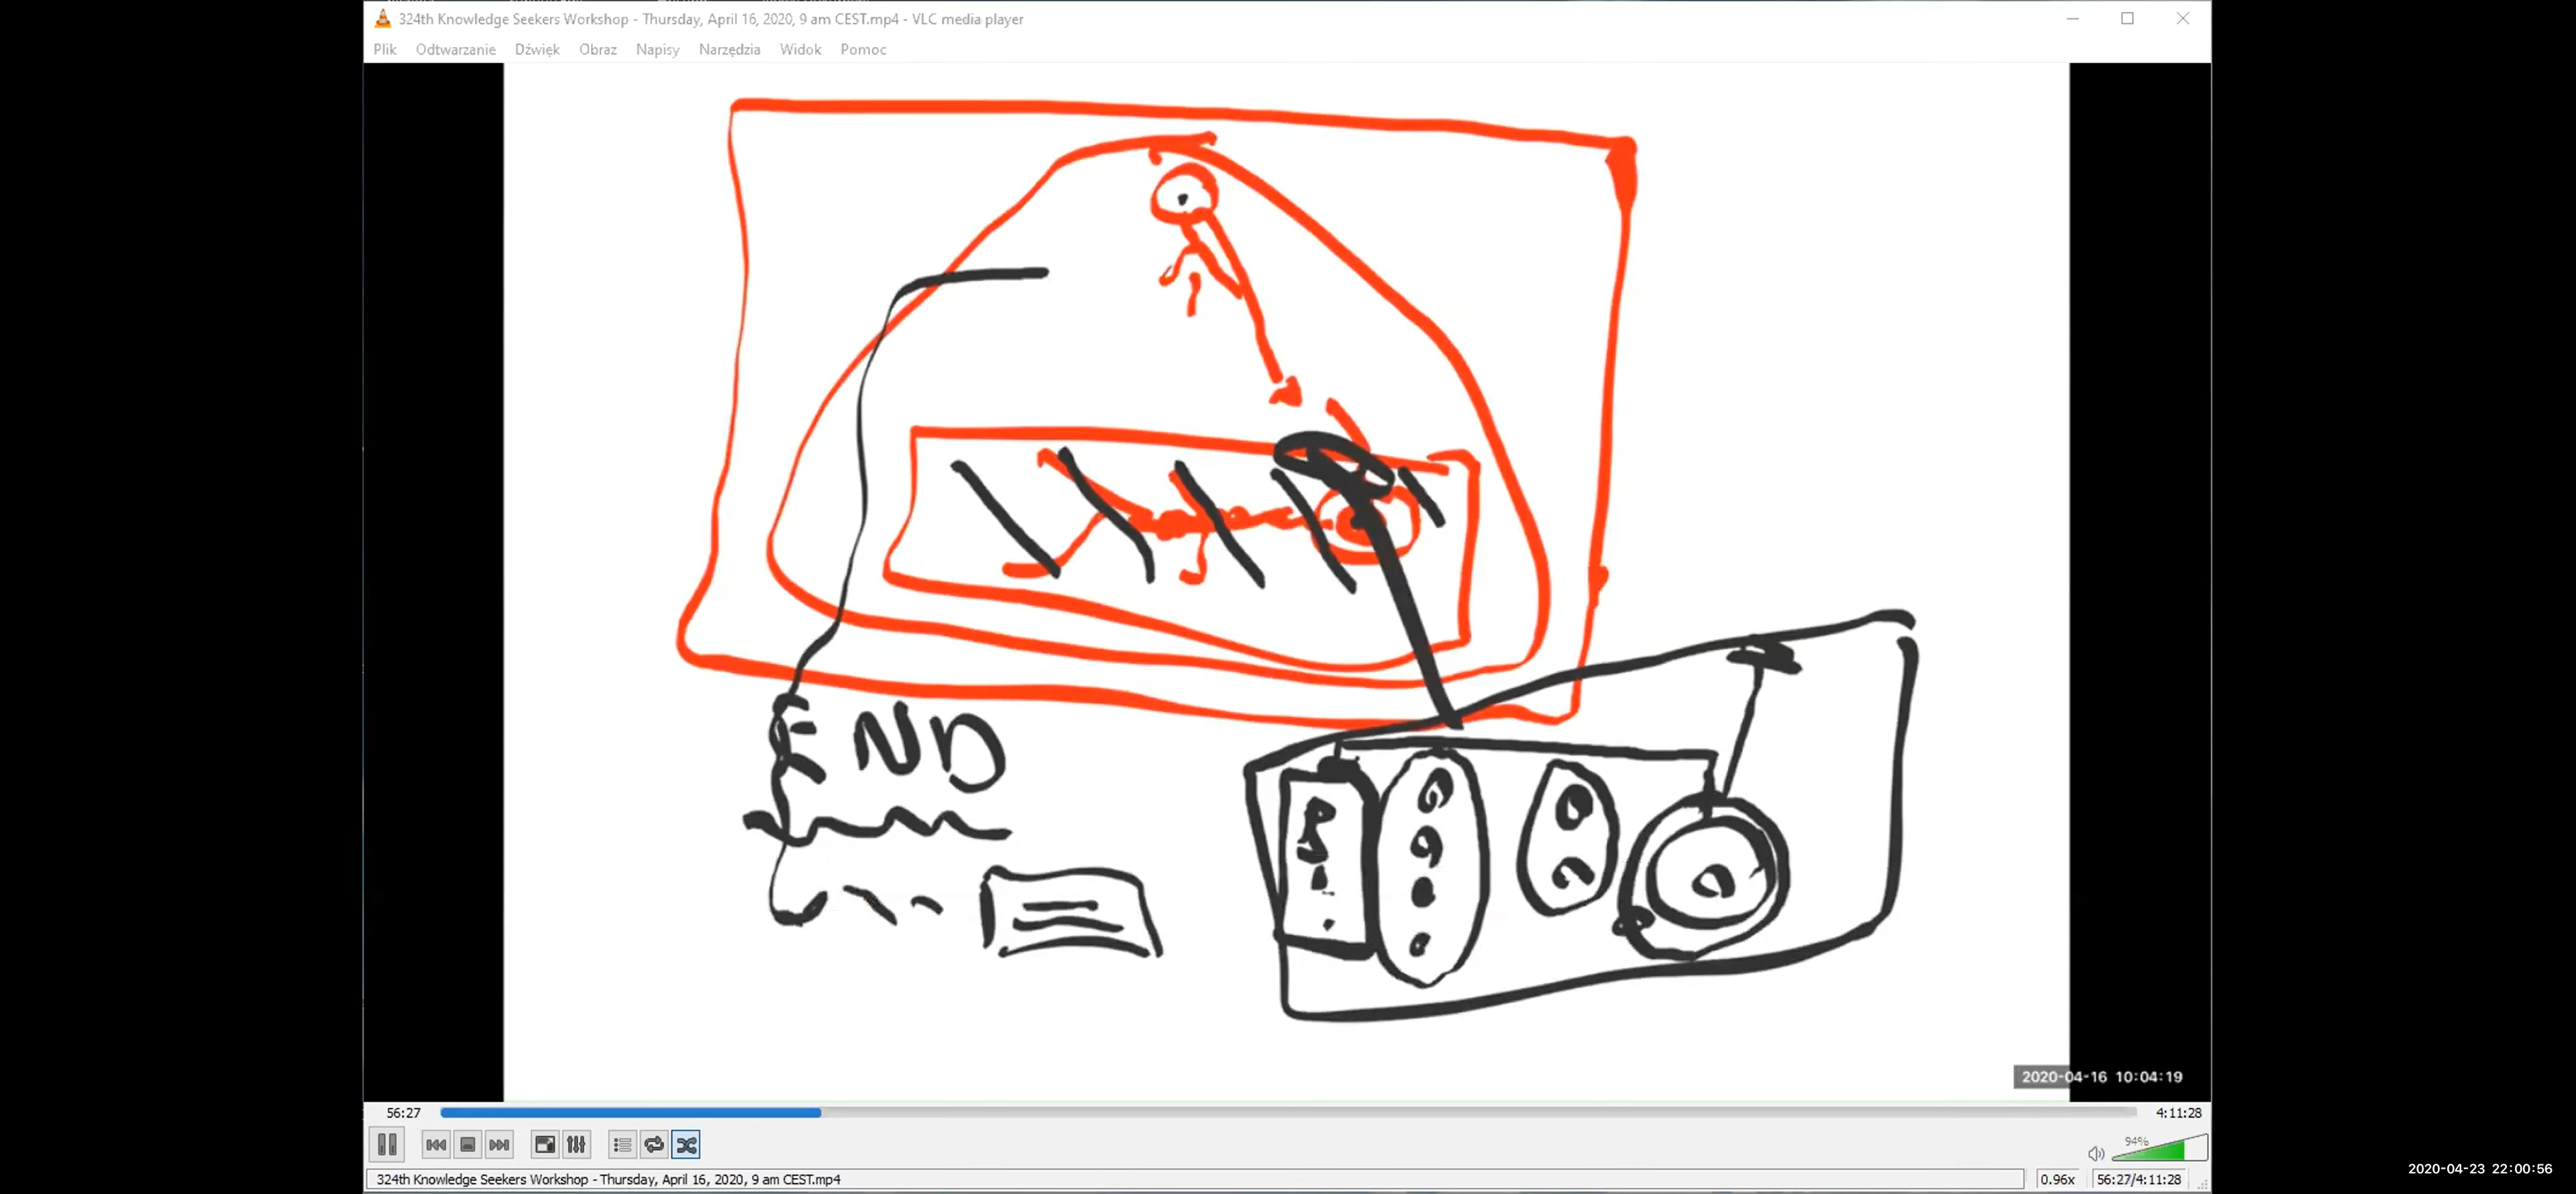 324th Knowledge Seekers Workshop - Thursday, April 16, 2020, 9 am CEST.mp4 - VLC media player
Plik Odtwarzanie Dźwięk Obraz Napisy Narzędzia Widok Pomoc
END
2020-04-16 10:04:19
56:27
4:11:28
94%
324th Knowledge Seekers Workshop - Thursday, April 16, 2020, 9 am CEST.mp4
0.96x
56:27/4:11:28
2020-04-23 22:00:56